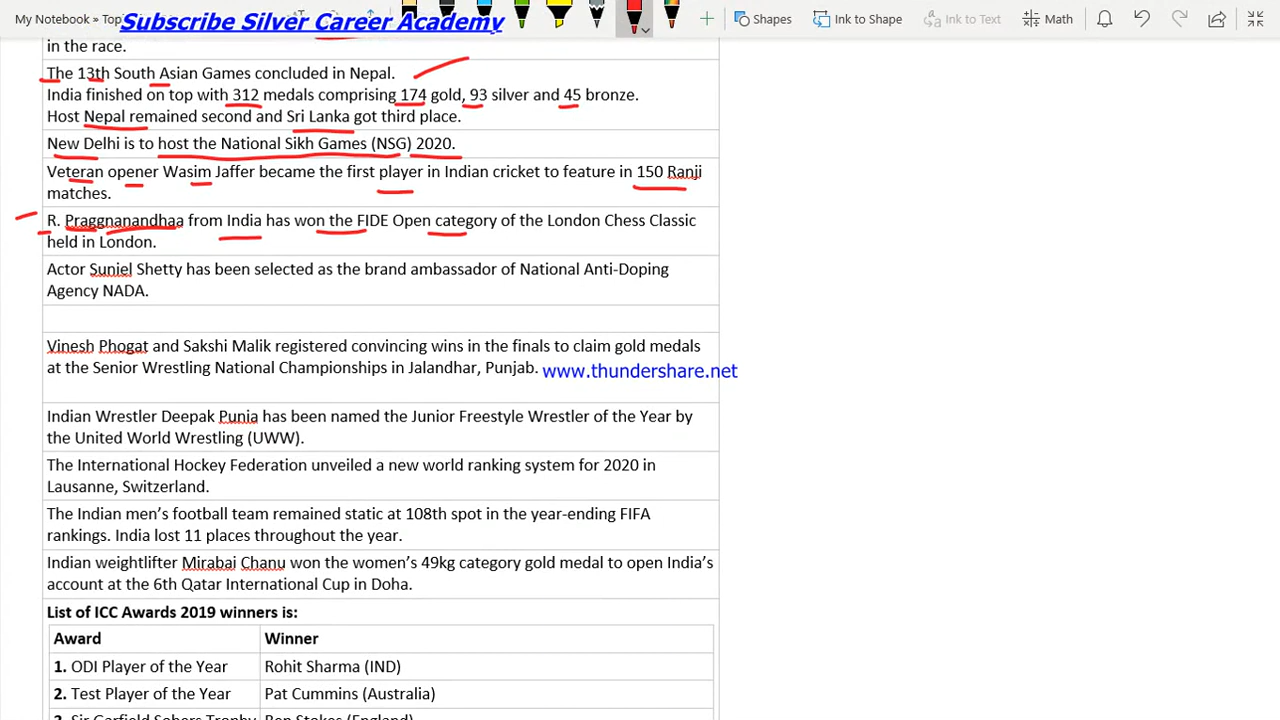 My Notebook » Top
Subscribe Silver Career Academy
Shapes
Ink to Shape
Ink to Text
Math
in the race.
The 13th South Asian Games concluded in Nepal.
India finished on top with 312 medals comprising 174 gold, 93 silver and 45 bronze.
Host Nepal remained second and Sri Lanka got third place.
New Delhi is to host the National Sikh Games (NSG) 2020.
Veteran opener Wasim Jaffer became the first player in Indian cricket to feature in 150 Ranji
matches.
R. Praggnanandhaa from India has won the FIDE Open category of the London Chess Classic
held in London.
Actor Suniel Shetty has been selected as the brand ambassador of National Anti-Doping
Agency NADA.
Vinesh Phogat and Sakshi Malik registered convincing wins in the finals to claim gold medals
at the Senior Wrestling National Championships in Jalandhar, Punjab.
www.thundershare.net
Indian Wrestler Deepak Punia has been named the Junior Freestyle Wrestler of the Year by
the United World Wrestling (UWW).
The International Hockey Federation unveiled a new world ranking system for 2020 in
Lausanne, Switzerland.
The Indian men's football team remained static at 108th spot in the year-ending FIFA
rankings. India lost 11 places throughout the year.
Indian weightlifter Mirabai Chanu won the women's 49kg category gold medal to open India's
account at the 6th Qatar International Cup in Doha.
List of ICC Awards 2019 winners is:
Award Winner
1. ODI Player of the Year Rohit Sharma (IND)
2. Test Player of the Year Pat Cummins (Australia)
3. Sir Garfield Sobers Trophy Ben Stokes (England)